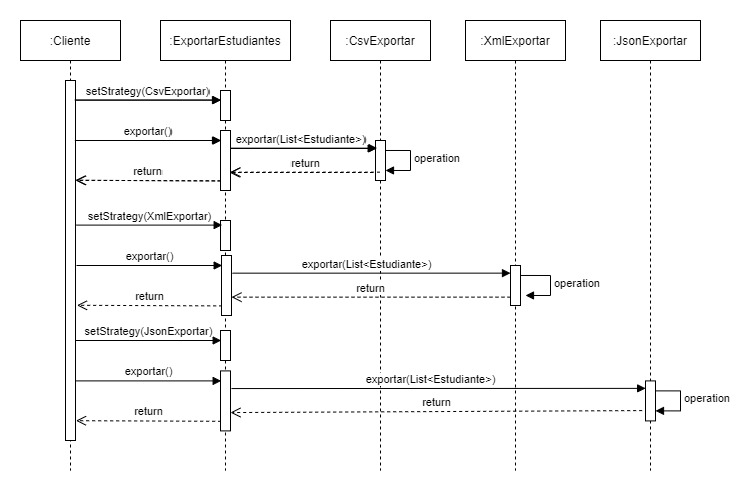 :Cliente
:ExportarEstudiantes
:CsvExportar
:XmlExportar
:JsonExportar
setStrategy(CsvExportar)
exportar()
exportar(List<Estudiante>)
operation
return
return
setStrategy(XmlExportar)
exportar()
exportar(List<Estudiante>)
operation
return
return
setStrategy(JsonExportar)
exportar()
exportar(List<Estudiante>)
operation
return
return